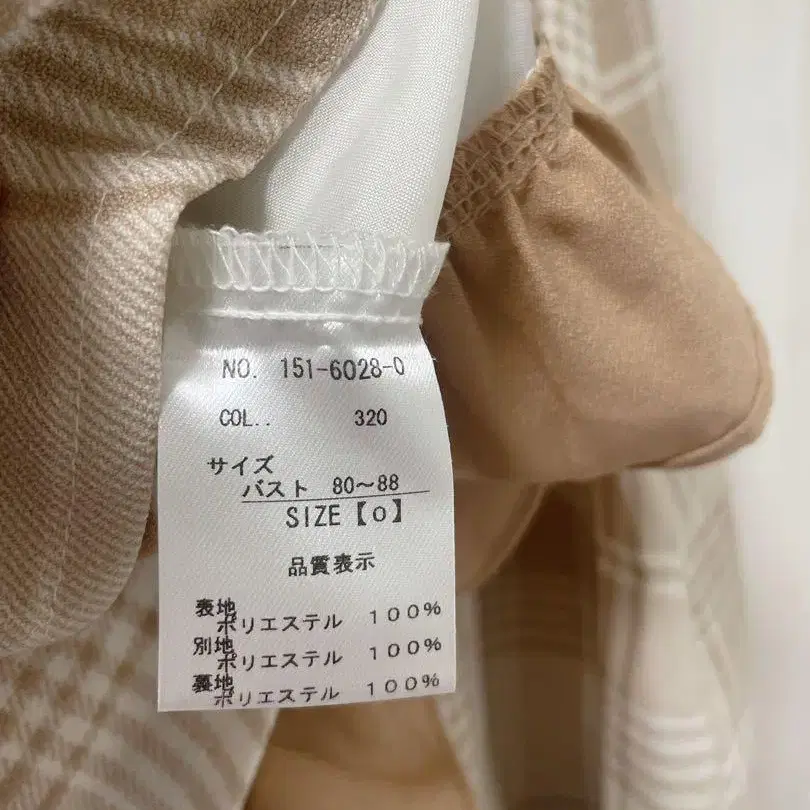 NO. 151-6028-0
COL.. 320
サイズ
バスト 80～88
SIZE【O】
品質表示
表地
ポリエステル 100%
別地
ポリエステル 100%
裏地
ポリエステル 100%